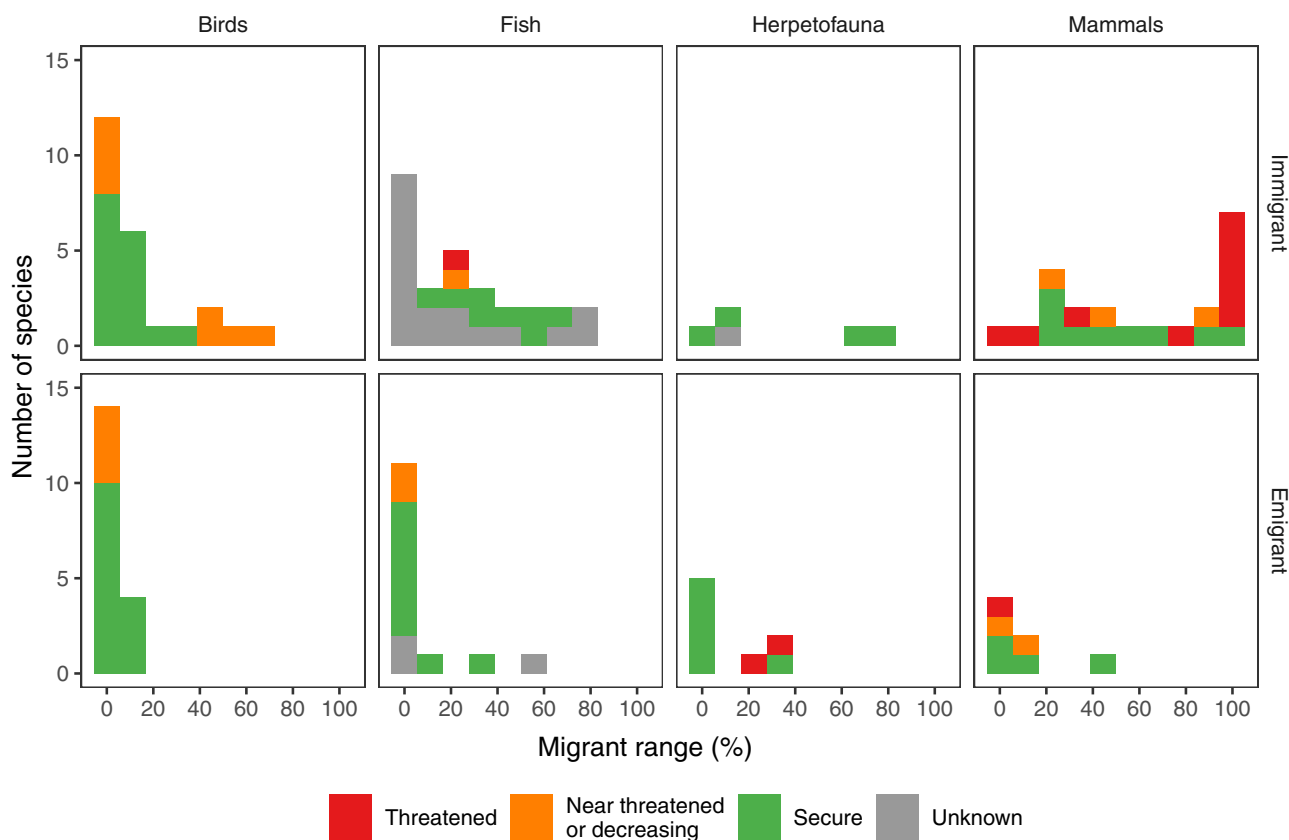 Birds Fish Herpetofauna Mammals
15
10
5
0
Immigrant
Number of species
15
10
5
0
Emigrant
0 20 40 60 80 100 0 20 40 60 80 100 0 20 40 60 80 100 0 20 40 60 80 100
Migrant range (%)
Threatened
Near threatened
or decreasing
Secure
Unknown